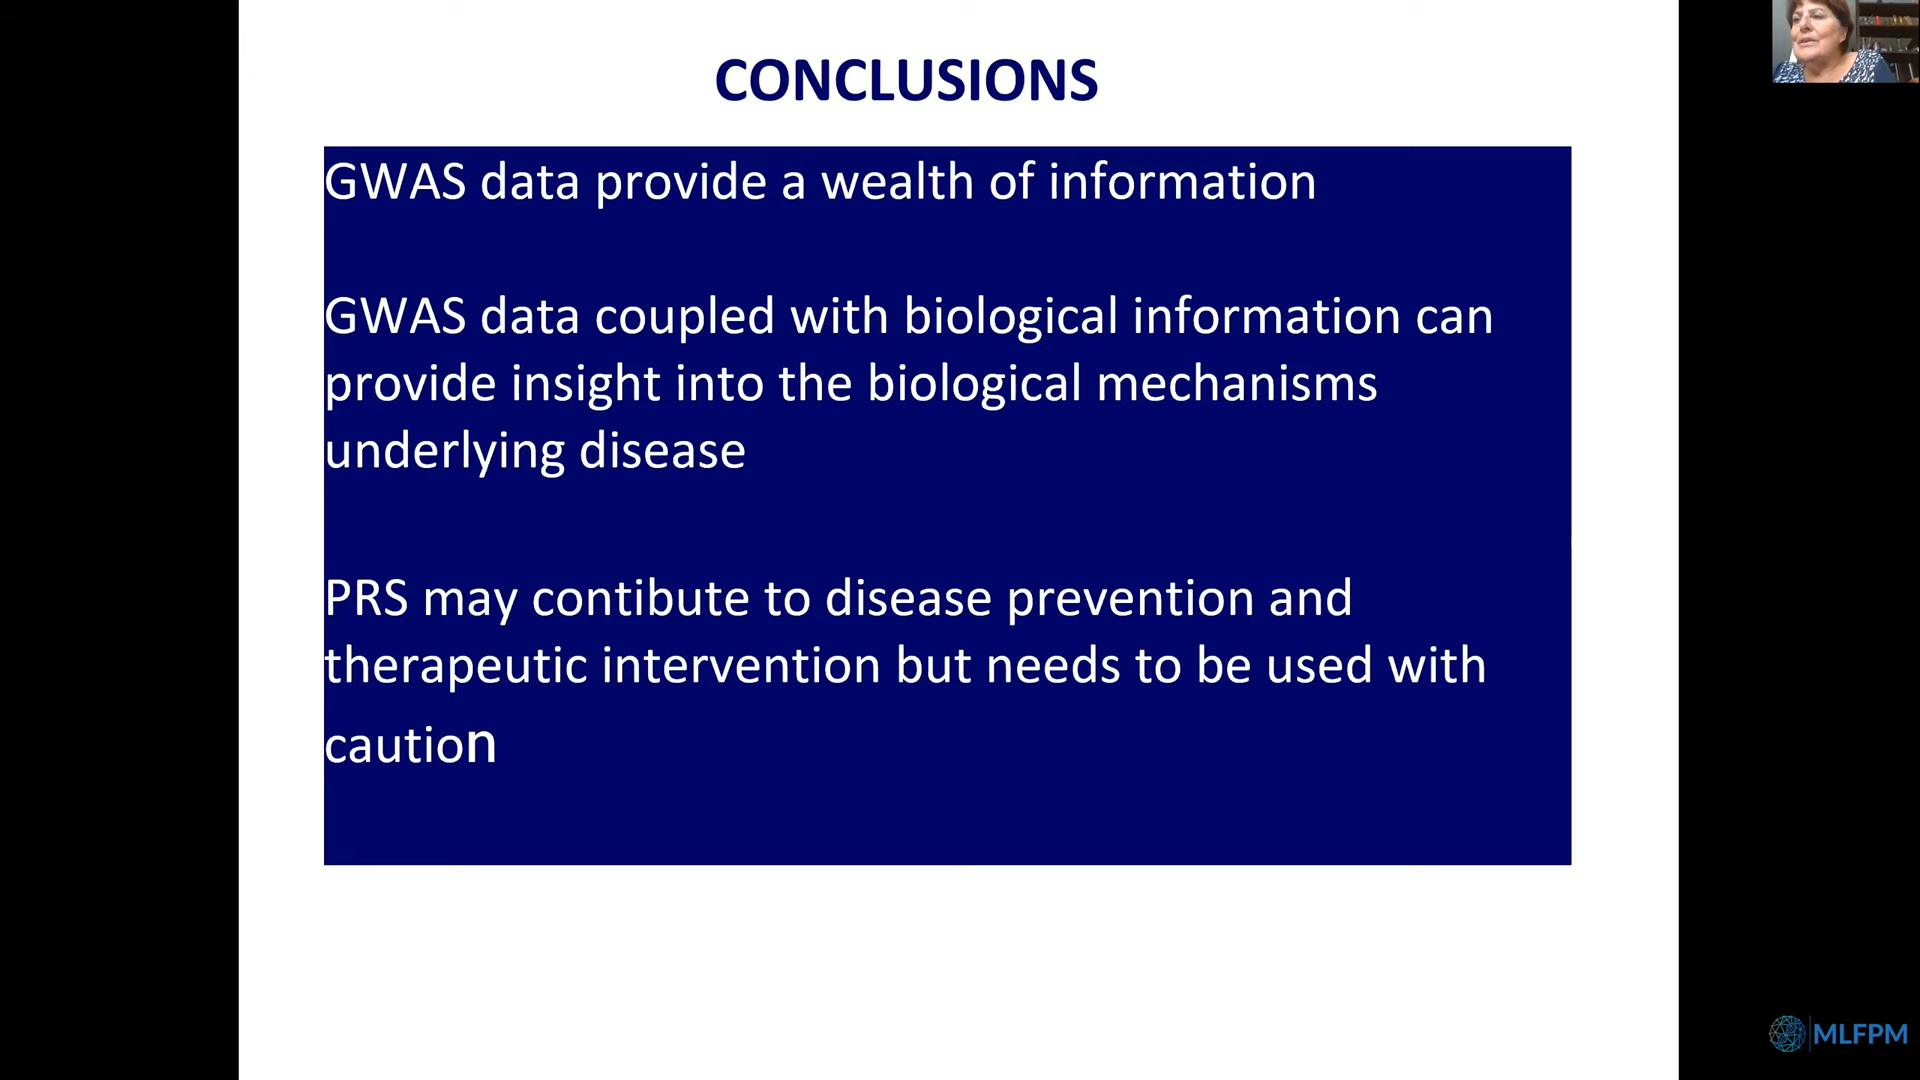 CONCLUSIONS
GWAS data provide a wealth of information
GWAS data coupled with biological information can
provide insight into the biological mechanisms
underlying disease
PRS may contibute to disease prevention and
therapeutic intervention but needs to be used with
caution
MLFPM